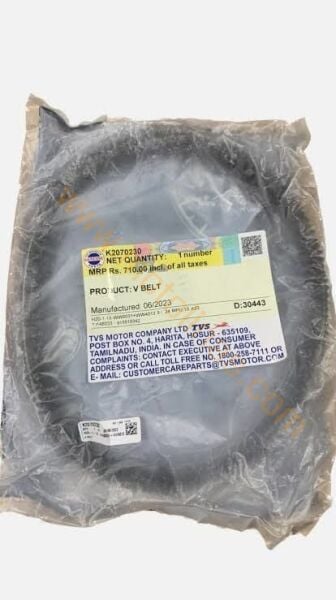 K2070230
NET QUANTITY: 1 number
MRP Rs. 710.00 incl. of all taxes
PRODUCT: V BELT
Manufactured 06/2023 D:30443
TVS MOTOR COMPANY LTD TVS
POST BOX NO. 4, HARITA, HOSUR - 635109,
TAMILNADU, INDIA. IN CASE OF CONSUMER
COMPLAINTS: CONTACT EXECUTIVE AT ABOVE
ADDRESS OR CALL TOLL FREE NO. 1800-258-7111 OR
E- MAIL: CUSTOMERCAREPARTS@TVSMOTOR.COM